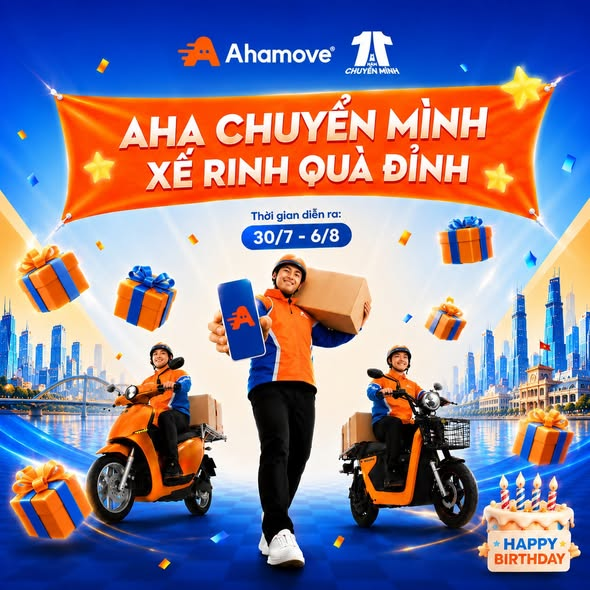 Ahamove®
11
NĂM
CHUYỂN MÌNH
AHA CHUYỂN MÌNH
XẾ RINH QUÀ ĐỈNH
Thời gian diễn ra:
30/7 - 6/8
HAPPY
BIRTHDAY